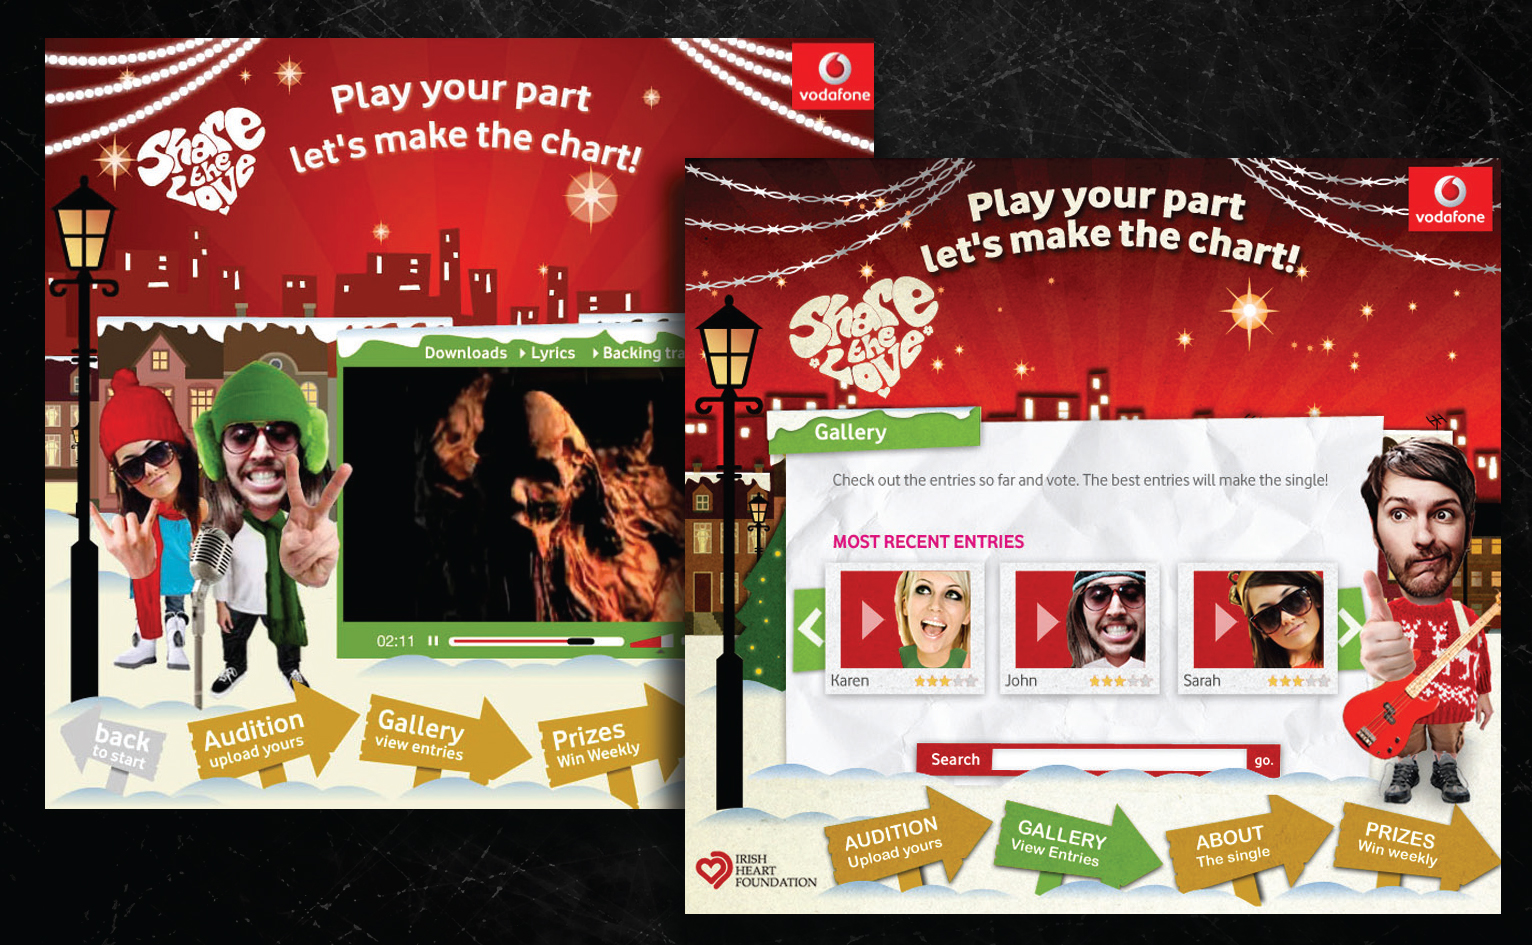 Play your part
let's make the chart!
vodafone
Share
the
Love
Downloads Lyrics Backing tra
02:11
back
to start
Audition
upload yours
Gallery
view entries
Prizes
Win Weekly
Play your part
let's make the chart!
vodafone
Share
the
Love
Gallery
Check out the entries so far and vote. The best entries will make the single!
MOST RECENT ENTRIES
Karen
John
Sarah
Search
go.
IRISH
HEART
FOUNDATION
AUDITION
Upload yours
GALLERY
View Entries
ABOUT
The single
PRIZES
Win weekly